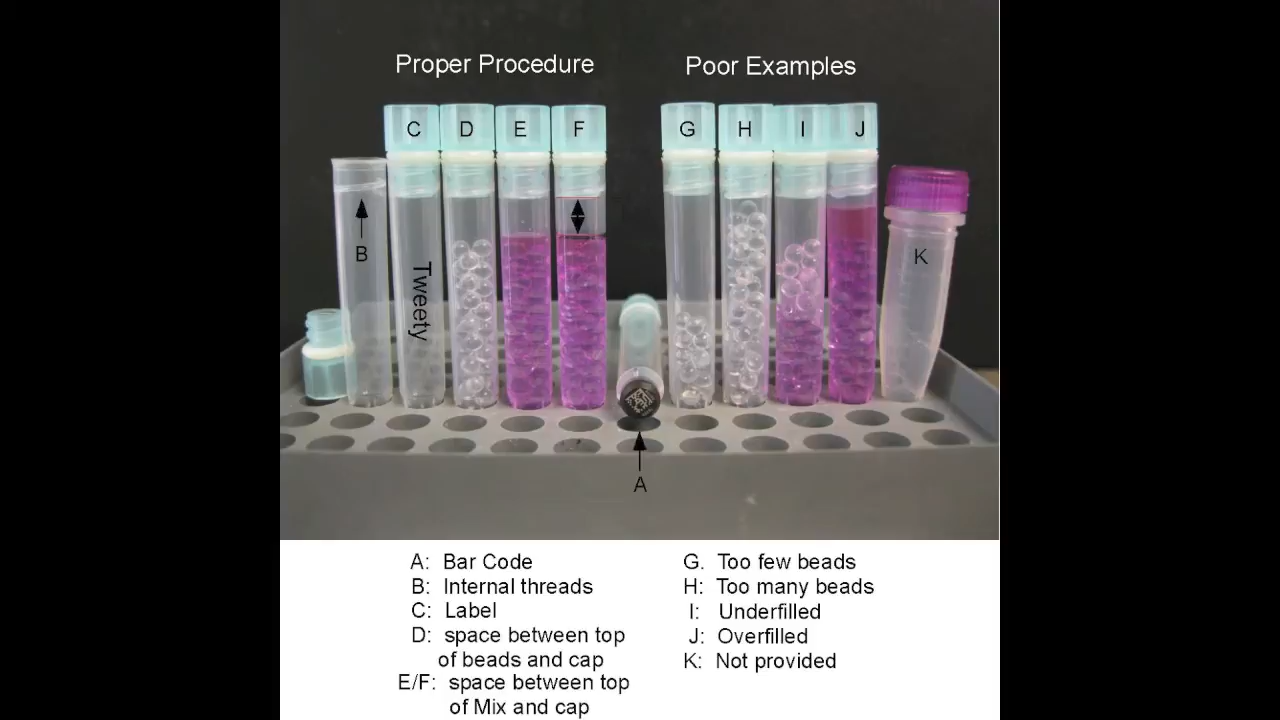 Proper Procedure
Poor Examples
C D E F G H I J
B
K
Tweety
A
A: Bar Code
B: Internal threads
C: Label
D: space between top
of beads and cap
E/F: space between top
of Mix and cap
G. Too few beads
H: Too many beads
I: Underfilled
J: Overfilled
K: Not provided